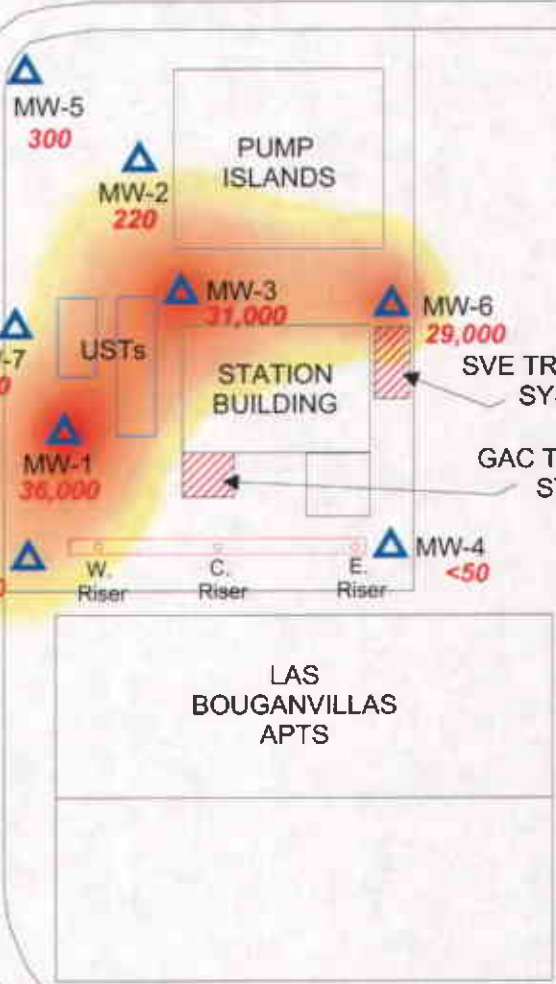 MW-5
300
PUMP
ISLANDS
MW-2
220
MW-3
31,000
MW-6
29,000
USTs
STATION
BUILDING
SVE TR
SY
GAC T
MW-1
36,000
MW-4
<50
W.
Riser
C.
Riser
E.
Riser
LAS
BOUGANVILLAS
APTS